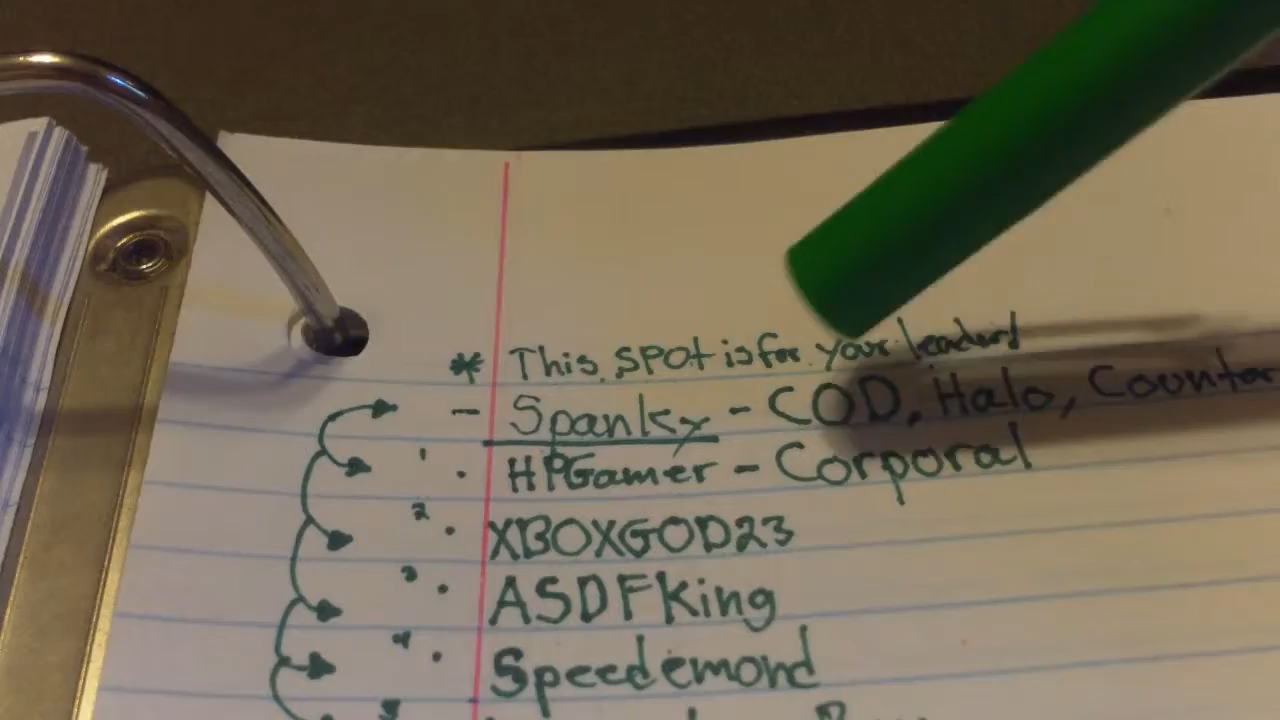 * This SPOt is for your leader!
- Spanky - COD, Halo, Counter
1. HPGamer - Corporal
2. XBOXGOD23
3. ASDFKing
4. Speedemond
5